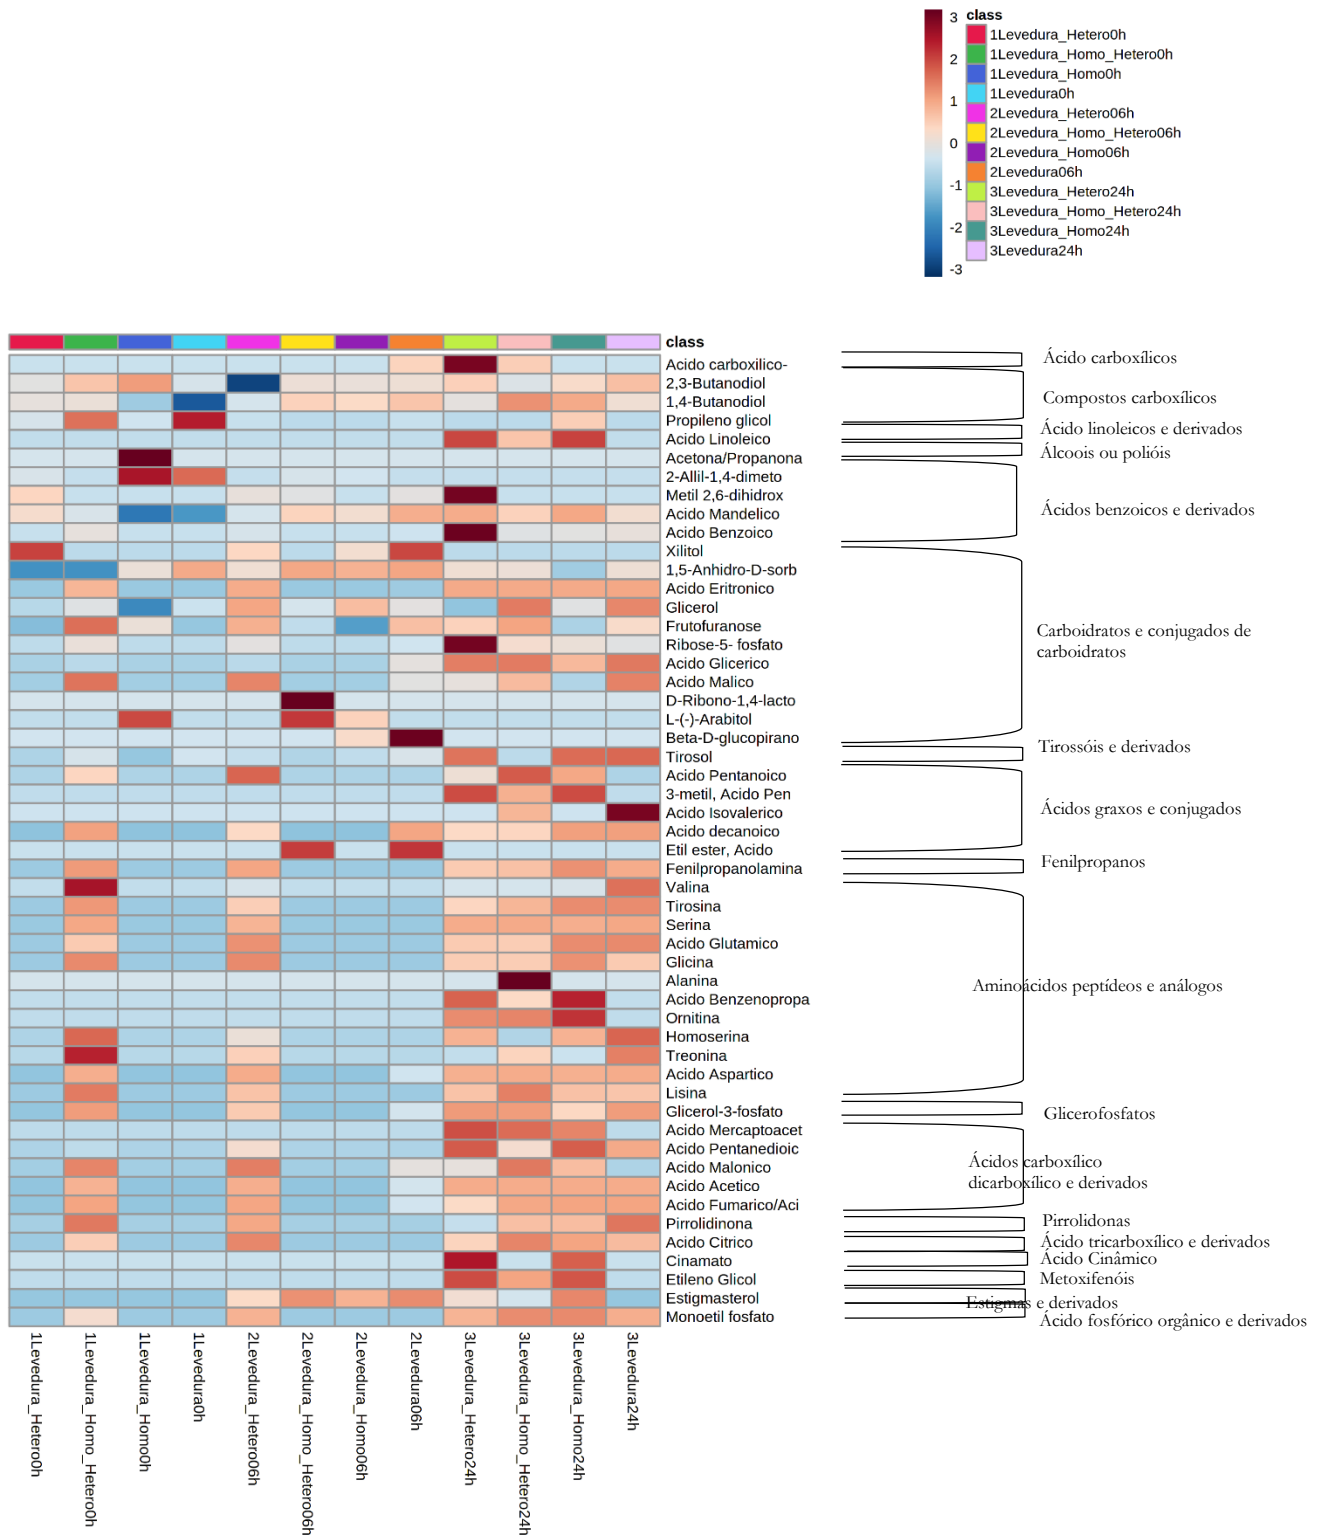 3
2
1
0
-1
-2
-3
class
1Levedura_Hetero0h
1Levedura_Homo_Hetero0h
1Levedura_Homo0h
1Levedura0h
2Levedura_Hetero06h
2Levedura_Homo_Hetero06h
2Levedura_Homo06h
2Levedura06h
3Levedura_Hetero24h
3Levedura_Homo_Hetero24h
3Levedura_Homo24h
3Levedura24h
class
Acido carboxilico-
2,3-Butanodiol
1,4-Butanodiol
Propileno glicol
Acido Linoleico
Acetona/Propanona
2-Allil-1,4-dimeto
Metil 2,6-dihidrox
Acido Mandelico
Acido Benzoico
Xilitol
1,5-Anhidro-D-sorb
Acido Eritronico
Glicerol
Frutofuranose
Ribose-5- fosfato
Acido Glicerico
Acido Malico
D-Ribono-1,4-lacto
L-(-)-Arabitol
Beta-D-glucopirano
Tirosol
Acido Pentanoico
3-metil, Acido Pen
Acido Isovalerico
Acido decanoico
Etil ester, Acido
Fenilpropanolamina
Valina
Tirosina
Serina
Acido Glutamico
Glicina
Alanina
Acido Benzenopropa
Ornitina
Homoserina
Treonina
Acido Aspartico
Lisina
Glicerol-3-fosfato
Acido Mercaptoacet
Acido Pentanedioic
Acido Malonico
Acido Acetico
Acido Fumarico/Aci
Pirrolidinona
Acido Citrico
Cinamato
Etileno Glicol
Estigmasterol
Monoetil fosfato
Ácido carboxílicos
Compostos carboxílicos
Ácido linoleicos e derivados
Álcoois ou polióis
Ácidos benzoicos e derivados
Carboidratos e conjugados de
carboidratos
Tirossóis e derivados
Ácidos graxos e conjugados
Fenilpropanos
Aminoácidos peptídeos e análogos
Glicerofosfatos
Ácidos carboxílico
dicarboxílico e derivados
Pirrolidonas
Ácido tricarboxílico e derivados
Ácido Cinâmico
Metoxifenóis
Estigmas e derivados
Ácido fosfórico orgânico e derivados
1Levedura_Hetero0h
1Levedura_Homo_Hetero0h
1Levedura_Homo0h
1Levedura0h
2Levedura_Hetero06h
2Levedura_Homo_Hetero06h
2Levedura_Homo06h
2Levedura06h
3Levedura_Hetero24h
3Levedura_Homo_Hetero24h
3Levedura_Homo24h
3Levedura24h